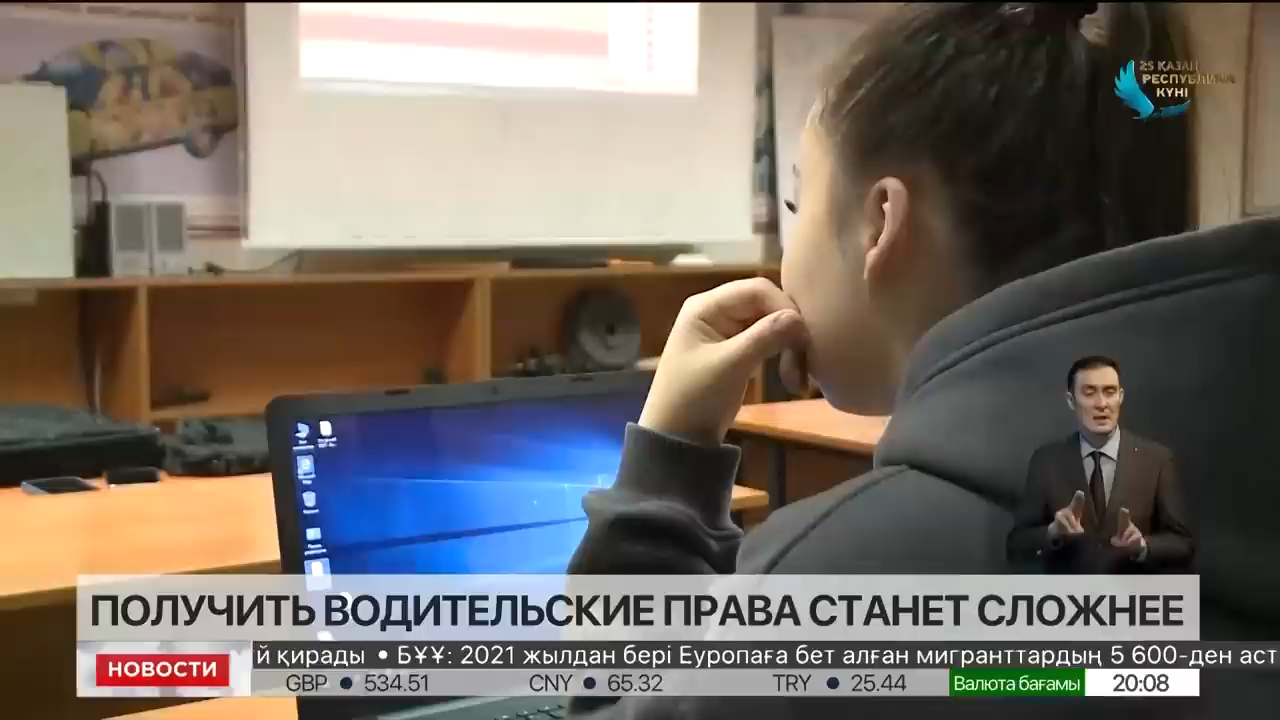 25 ҚАЗАН
РЕСПУБЛИКА
КҮНІ
ПОЛУЧИТЬ ВОДИТЕЛЬСКИЕ ПРАВА СТАНЕТ СЛОЖНЕЕ
НОВОСТИ
й қирады • БҰҰ: 2021 жылдан бері Еуропаға бет алған мигранттардың 5 600-ден аст
GBP • 534.51 CNY • 65.32 TRY • 25.44 Валюта бағамы 20:08